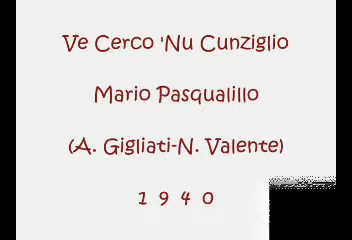 Ve Cerco 'Nu Cunziglio
Mario Pasqualillo
(A. Gigliati-N. Valente)
1 9 4 0